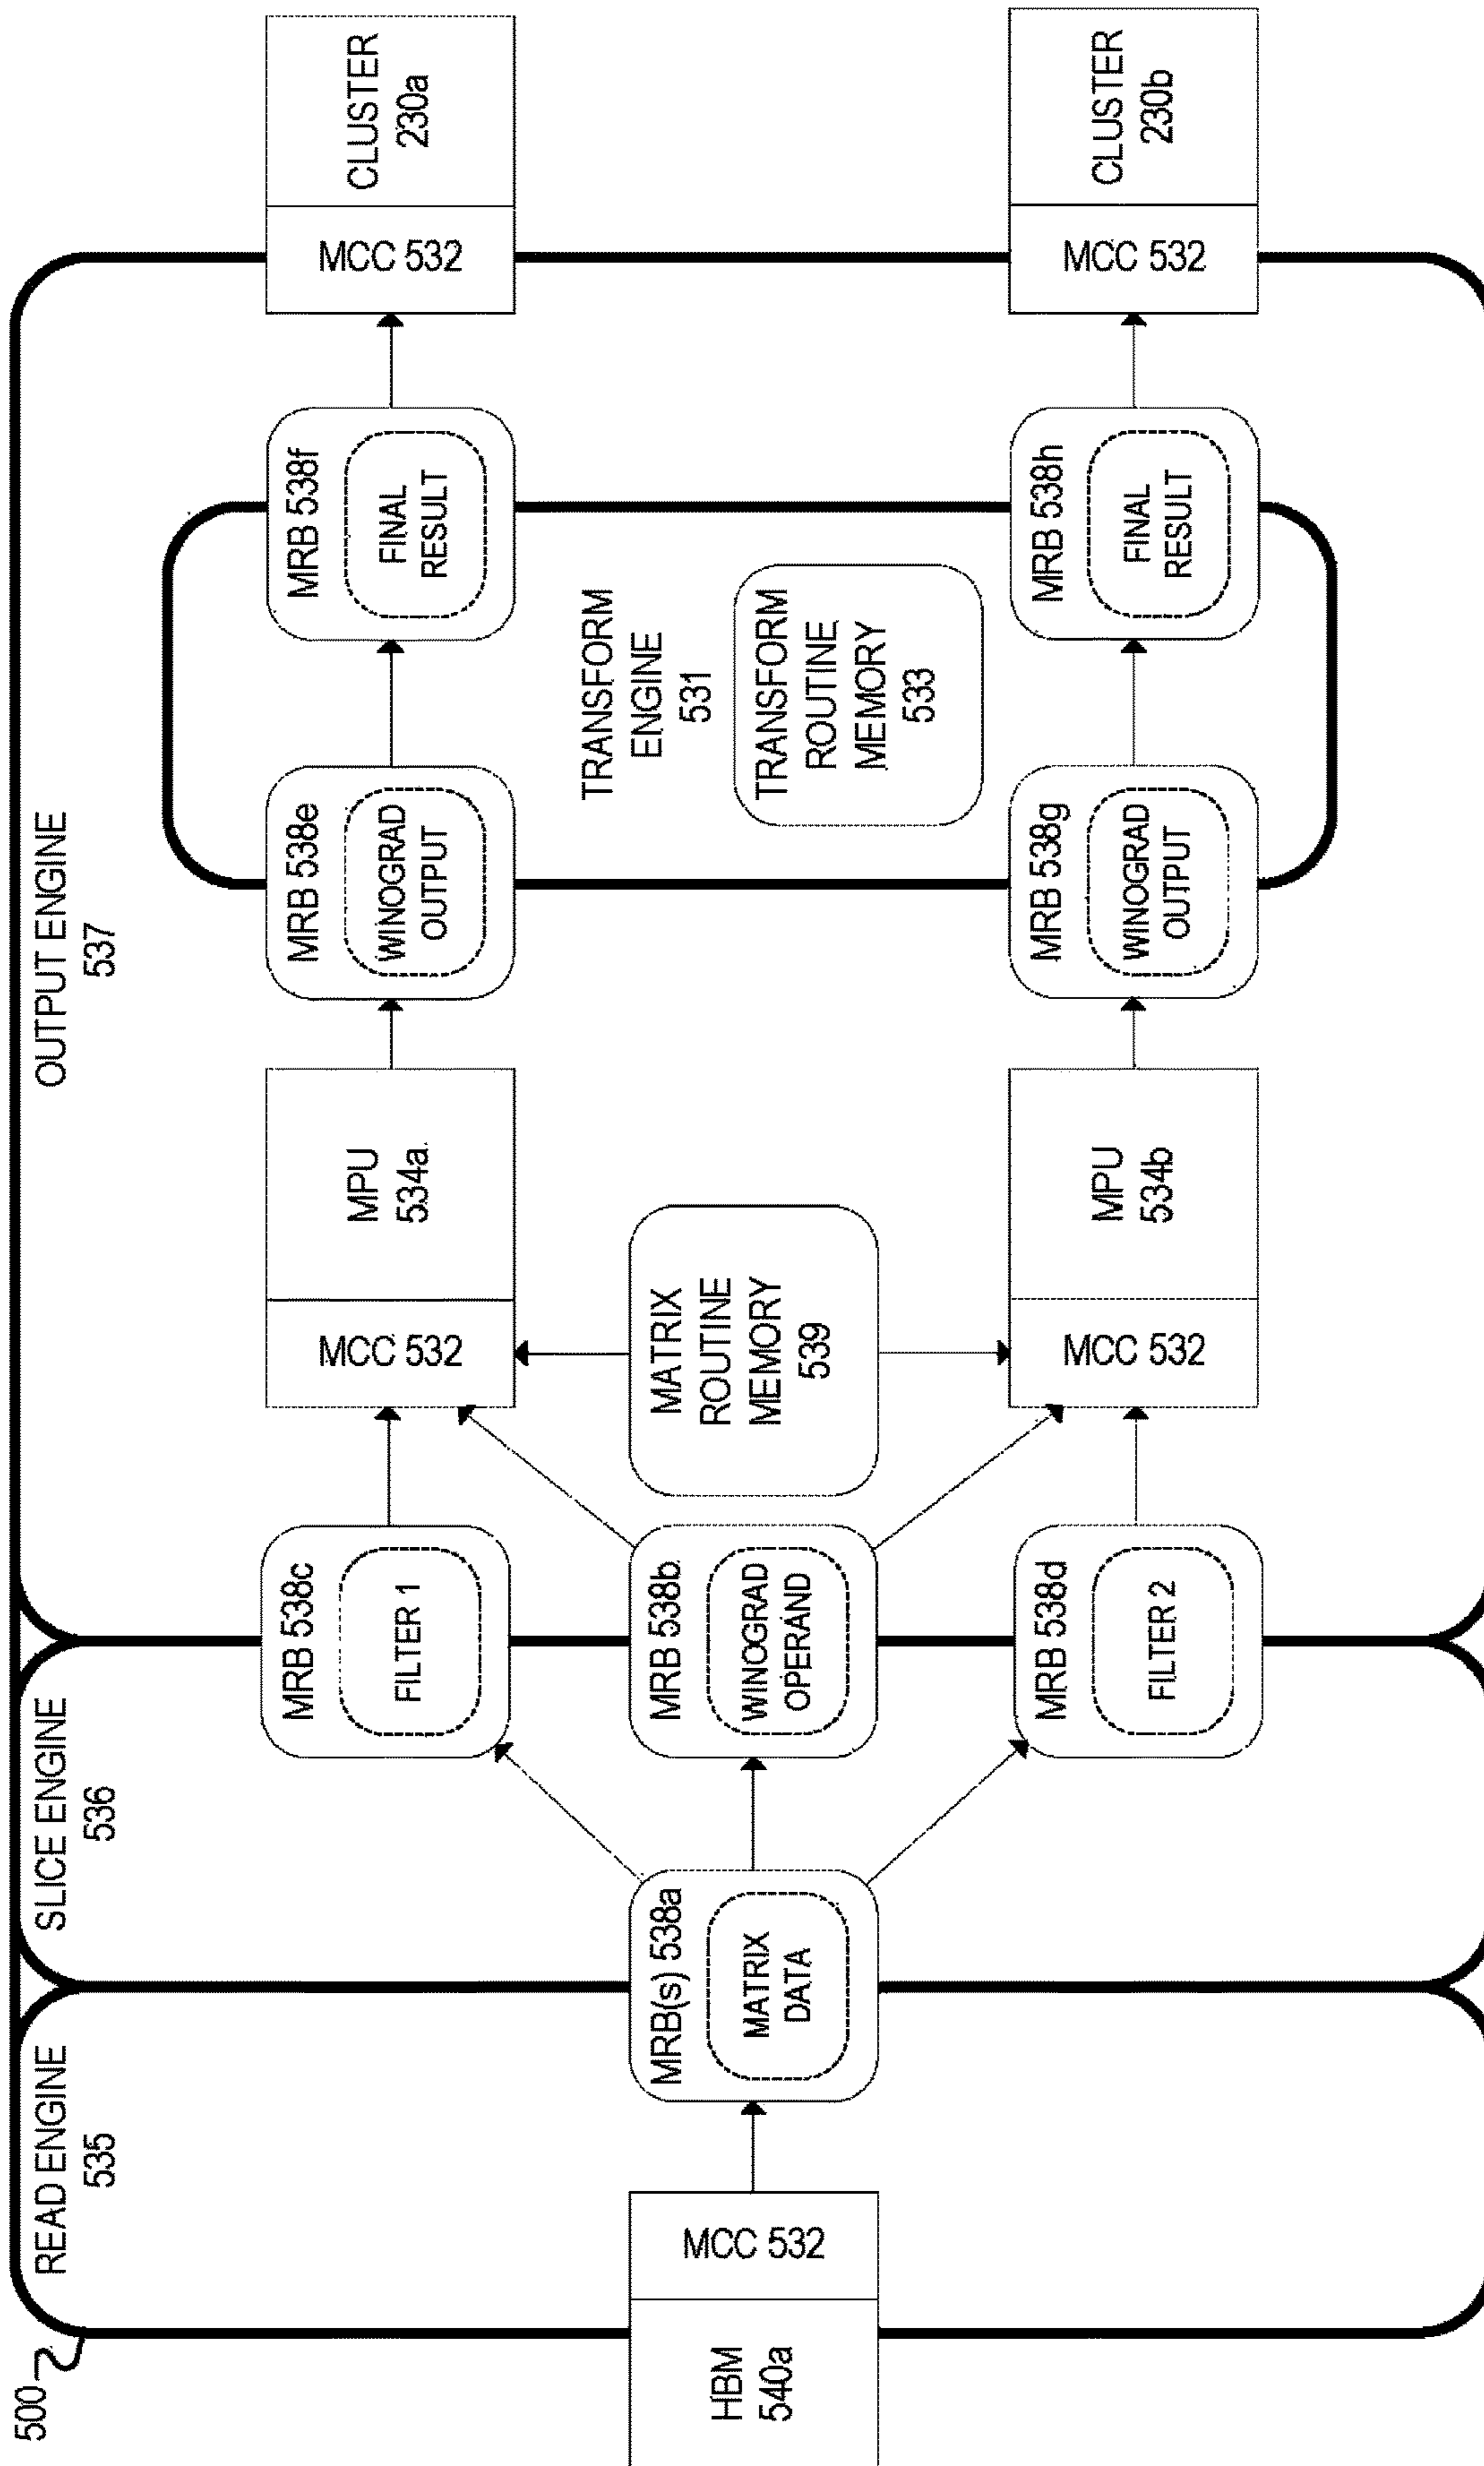 500
READ ENGINE
535
SLICE ENGINE
536
OUTPUT ENGINE
537
HBM
540a
MCC 532
MRB(s) 538a
MATRIX
DATA
MRB 538c
FILTER 1
MRB 538b
WINOGRAD
OPERAND
MRB 538d
FILTER 2
MCC 532
MPU
534a
MATRIX
ROUTINE
MEMORY
539
MCC 532
MPU
534b
MRB 538e
WINOGRAD
OUTPUT
MRB 538f
FINAL
RESULT
TRANSFORM
ENGINE
531
TRANSFORM
ROUTINE
MEMORY
533
MRB 538g
WINOGRAD
OUTPUT
MRB 538h
FINAL
RESULT
MCC 532
CLUSTER
230a
MCC 532
CLUSTER
230b